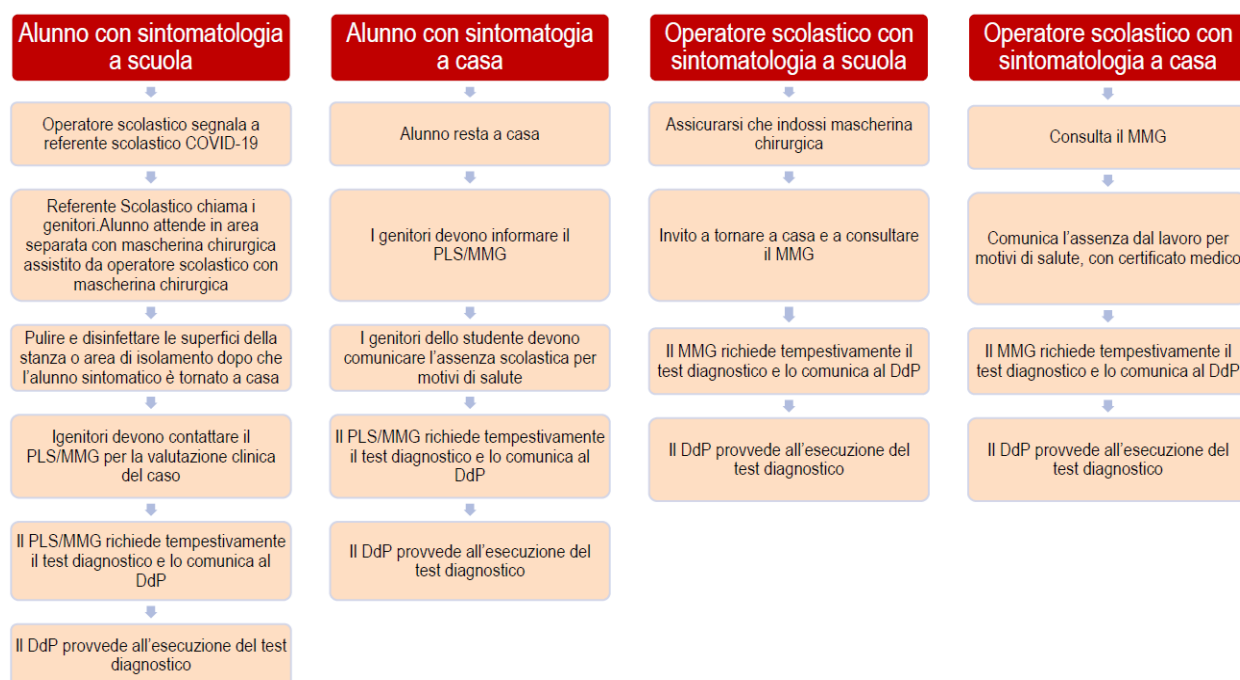 Alunno con sintomatologia
a scuola
Operatore scolastico segnala a
referente scolastico COVID-19
Referente Scolastico chiama i
genitori.Alunno attende in area
separata con mascherina chirurgica
assistito da operatore scolastico con
mascherina chirurgica
Pulire e disinfettare le superfici della
stanza o area di isolamento dopo che
l'alunno sintomatico è tornato a casa
Igenitori devono contattare il
PLS/MMG per la valutazione clinica
del caso
Il PLS/MMG richiede tempestivamente
il test diagnostico e lo comunica al
DdP
Il DdP provvede all'esecuzione del test
diagnostico
Alunno con sintomatogia
a casa
Alunno resta a casa
I genitori devono informare il
PLS/MMG
I genitori dello studente devono
comunicare l'assenza scolastica per
motivi di salute
Il PLS/MMG richiede tempestivamente
il test diagnostico e lo comunica al
DdP
Il DdP provvede all'esecuzione del
test diagnostico
Operatore scolastico con
sintomatologia a scuola
Assicurarsi che indossi mascherina
chirurgica
Invito a tornare a casa e a consultare
il MMG
Il MMG richiede tempestivamente il
test diagnostico e lo comunica al DdP
Il DdP provvede all'esecuzione del
test diagnostico
Operatore scolastico con
sintomatologia a casa
Consulta il MMG
Comunica l'assenza dal lavoro per
motivi di salute, con certificato medico
Il MMG richiede tempestivamente il
test diagnostico e lo comunica al DdP
Il DdP provvede all'esecuzione del
test diagnostico